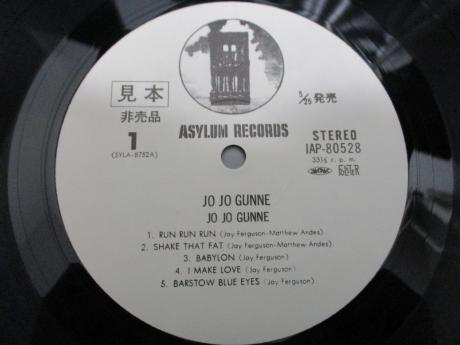 見本
非売品
1
(SYLA-8752A)
5/25発売
ASYLUM RECORDS
STEREO
IAP-80528
33⅓ r. p. m.
JO JO GUNNE
JO JO GUNNE
1. RUN RUN RUN (Jay Ferguson-Matthew Andes)
2. SHAKE THAT FAT (Jay Ferguson-Matthew Andes)
3. BABYLON (Jay Ferguson)
4. I MAKE LOVE (Jay Ferguson)
5. BARSTOW BLUE EYES (Jay Ferguson)